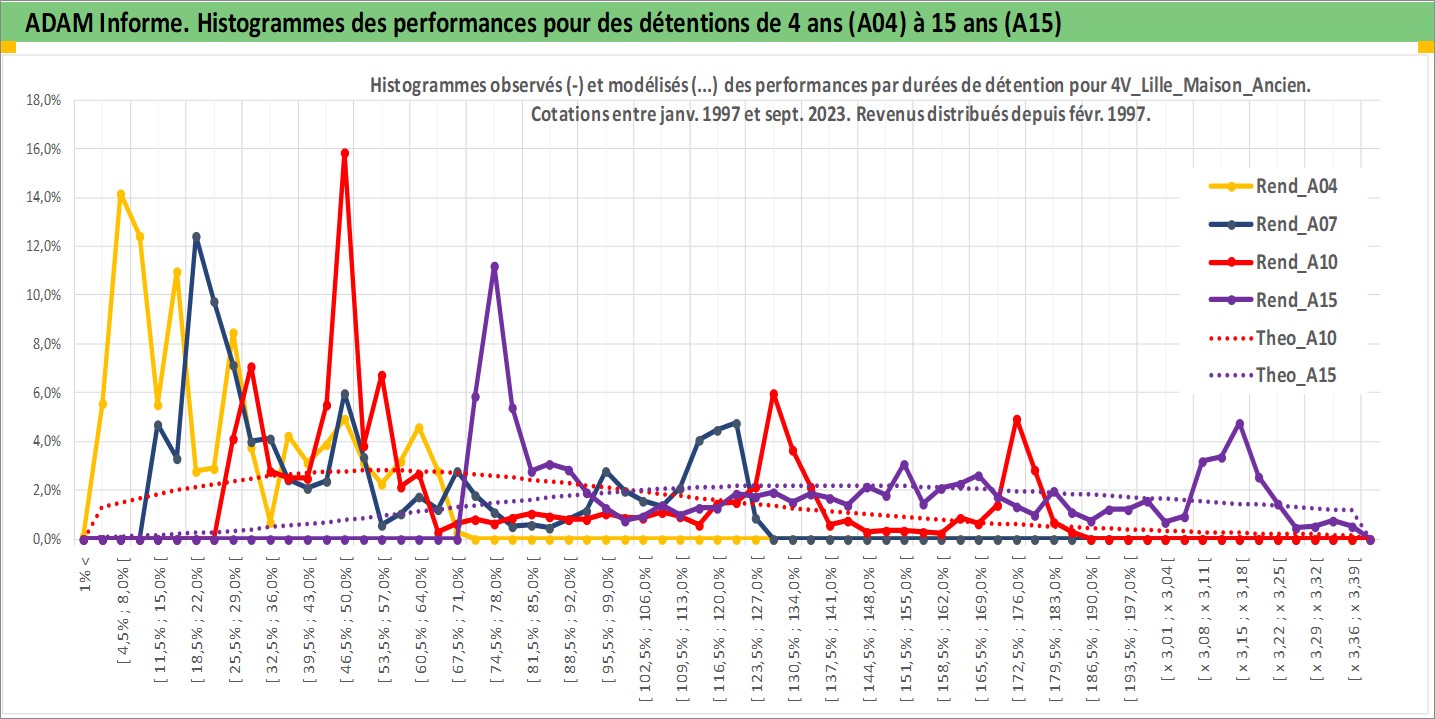 ADAM Informe. Histogrammes des performances pour des détentions de 4 ans (A04) à 15 ans (A15)
Histogrammes observés (-) et modélisés (...) des performances par durées de détention pour 4V_Lille_Maison_Ancien.
Cotations entre janv. 1997 et sept. 2023. Revenus distribués depuis févr. 1997.
18,0%
16,0%
14,0%
12,0%
10,0%
8,0%
6,0%
4,0%
2,0%
0,0%
Rend_A04
Rend_A07
Rend_A10
Rend_A15
Theo_A10
Theo_A15
1% <
[ 4,5% ; 8,0% [
[ 11,5% ; 15,0% [
[ 18,5% ; 22,0% [
[ 25,5% ; 29,0% [
[ 32,5% ; 36,0% [
[ 39,5% ; 43,0% [
[ 46,5% ; 50,0% [
[ 53,5% ; 57,0% [
[ 60,5% ; 64,0% [
[ 67,5% ; 71,0% [
[ 74,5% ; 78,0% [
[ 81,5% ; 85,0% [
[ 88,5% ; 92,0% [
[ 95,5% ; 99,0% [
[ 102,5% ; 106,0% [
[ 109,5% ; 113,0% [
[ 116,5% ; 120,0% [
[ 123,5% ; 127,0% [
[ 130,5% ; 134,0% [
[ 137,5% ; 141,0% [
[ 144,5% ; 148,0% [
[ 151,5% ; 155,0% [
[ 158,5% ; 162,0% [
[ 165,5% ; 169,0% [
[ 172,5% ; 176,0% [
[ 179,5% ; 183,0% [
[ 186,5% ; 190,0% [
[ 193,5% ; 197,0% [
[ x 3,01 ; x 3,04 [
[ x 3,08 ; x 3,11 [
[ x 3,15 ; x 3,18 [
[ x 3,22 ; x 3,25 [
[ x 3,29 ; x 3,32 [
[ x 3,36 ; x 3,39 [